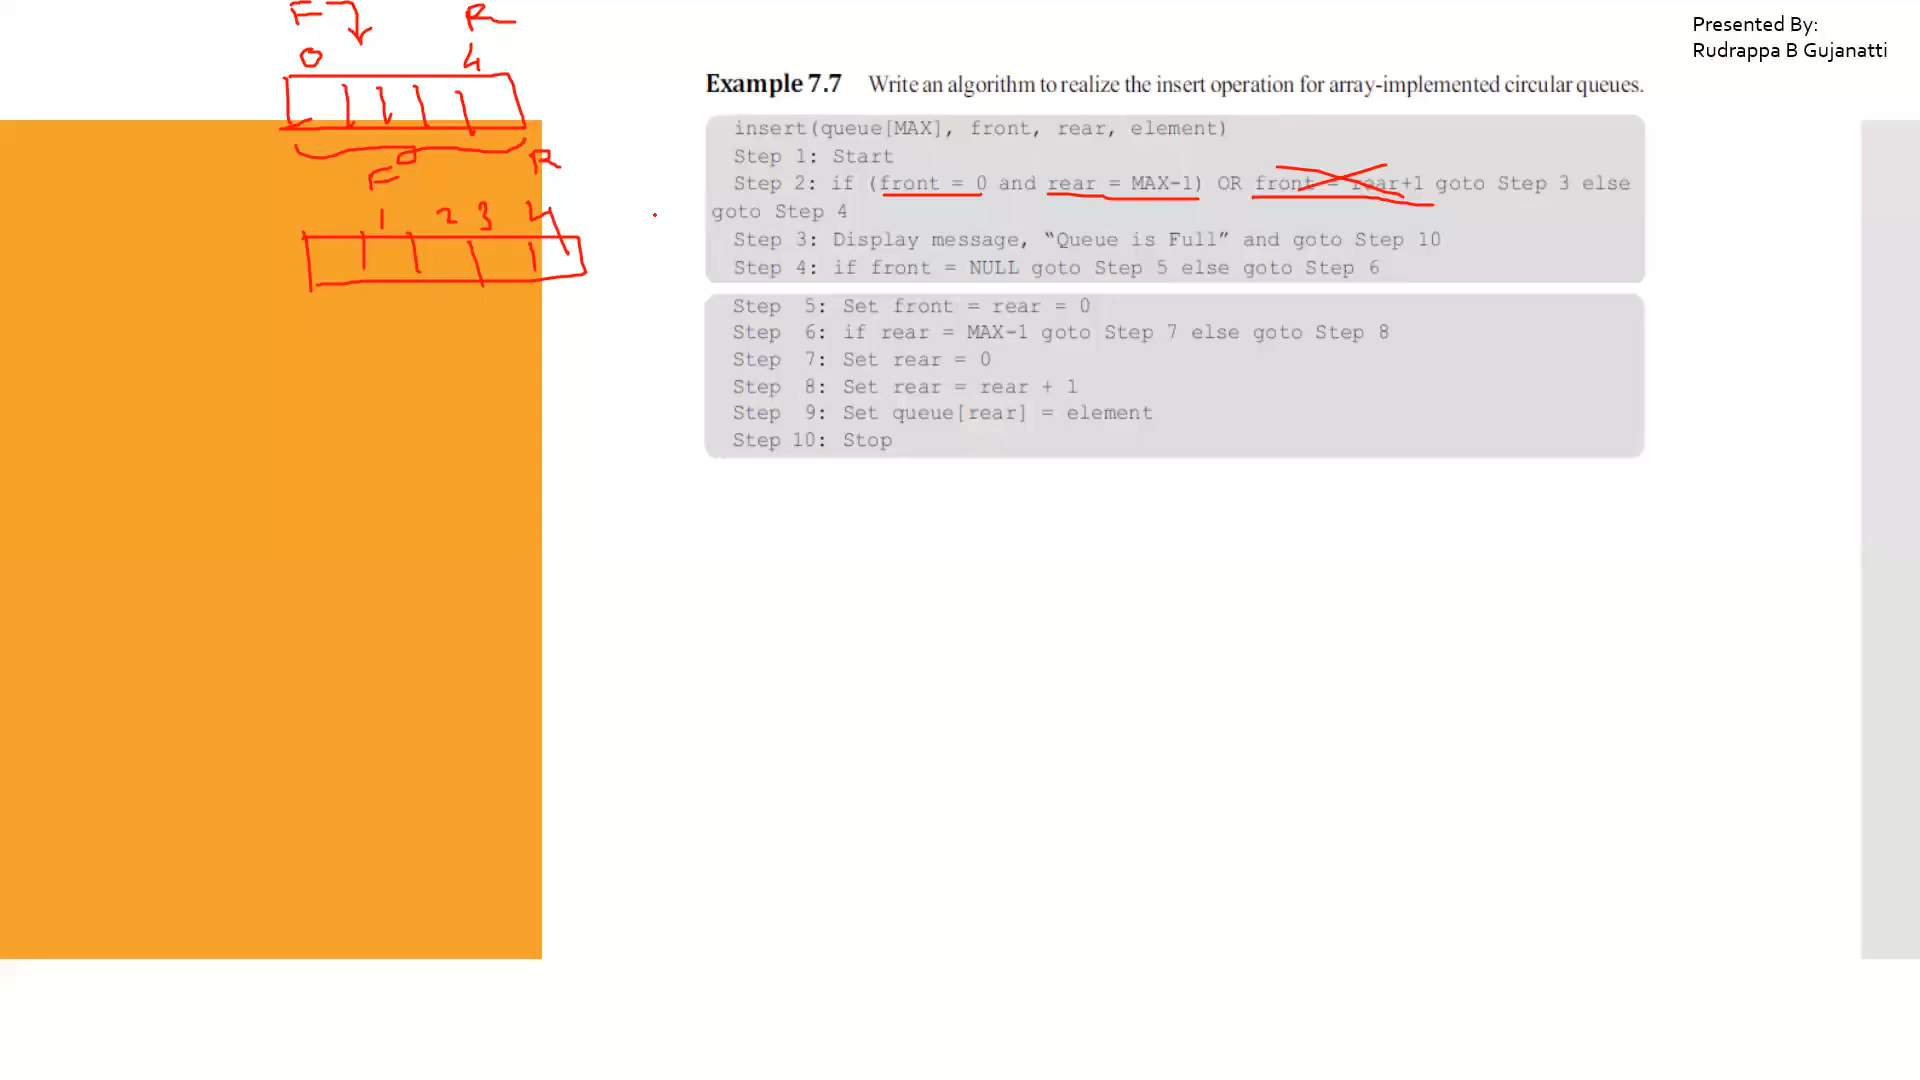 F R
0 4
F R
1 2 3 4
Presented By:
Rudrappa B Gujanatti
Example 7.7 Write an algorithm to realize the insert operation for array-implemented circular queues.
insert(queue[MAX], front, rear, element)
Step 1: Start
Step 2: if (front = 0 and rear = MAX-1) OR front = rear+1 goto Step 3 else
goto Step 4
Step 3: Display message, “Queue is Full” and goto Step 10
Step 4: if front = NULL goto Step 5 else goto Step 6
Step 5: Set front = rear = 0
Step 6: if rear = MAX-1 goto Step 7 else goto Step 8
Step 7: Set rear = 0
Step 8: Set rear = rear + 1
Step 9: Set queue[rear] = element
Step 10: Stop